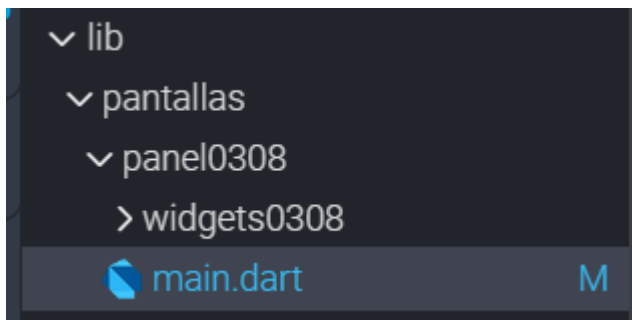 lib
pantallas
panel0308
widgets0308
main.dart M